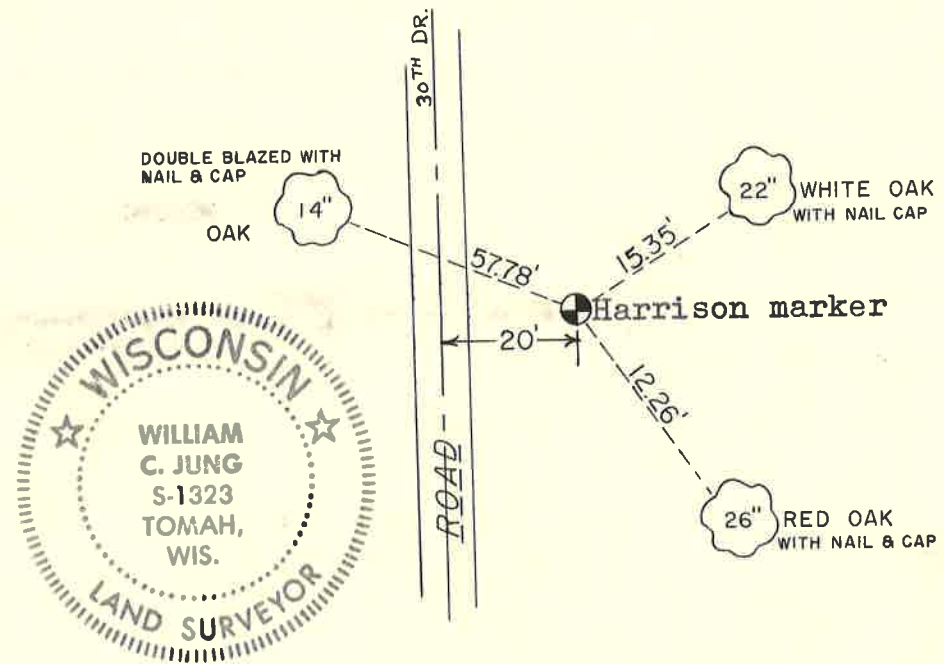 30TH DR.
DOUBLE BLAZED WITH
NAIL & CAP
14"
OAK
57.78'
22"
WHITE OAK
WITH NAIL CAP
15.35'
Harrison marker
20'
12.26'
ROAD
26"
RED OAK
WITH NAIL & CAP
WISCONSIN
WILLIAM
C. JUNG
S-1323
TOMAH,
WIS.
LAND SURVEYOR